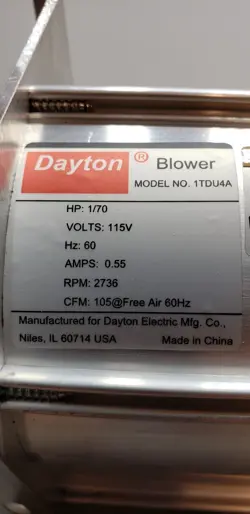 Dayton ® Blower
MODEL NO. 1TDU4A
HP: 1/70
VOLTS: 115V
Hz: 60
AMPS: 0.55
RPM: 2736
CFM: 105@Free Air 60Hz
Manufactured for Dayton Electric Mfg. Co.,
Niles, IL 60714 USA Made in China